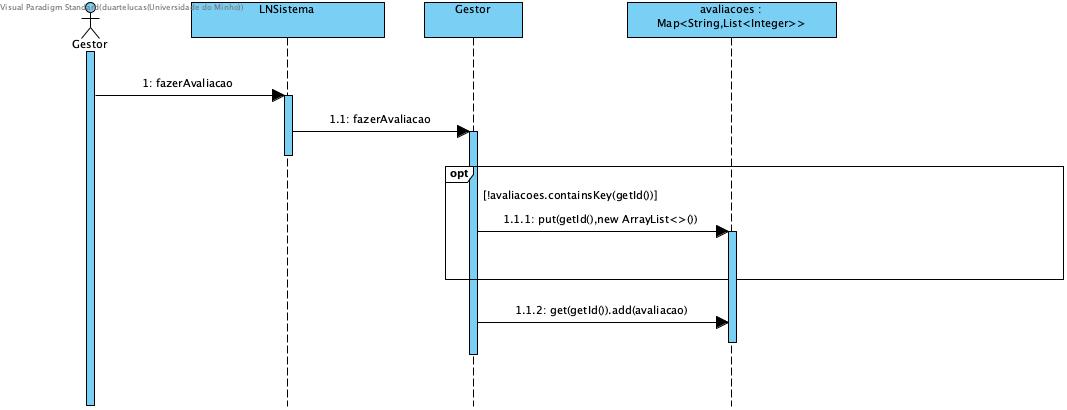 Visual Paradigm Standard(duartelucas(Universidade do Minho))
LNSistema
Gestor
avaliacoes :
Map<String,List<Integer>>
Gestor
1: fazerAvaliacao
1.1: fazerAvaliacao
opt
[!avaliacoes.containsKey(getId()]
1.1.1: put(getId(),new ArrayList<>())
1.1.2: get(getId()).add(avaliacao)